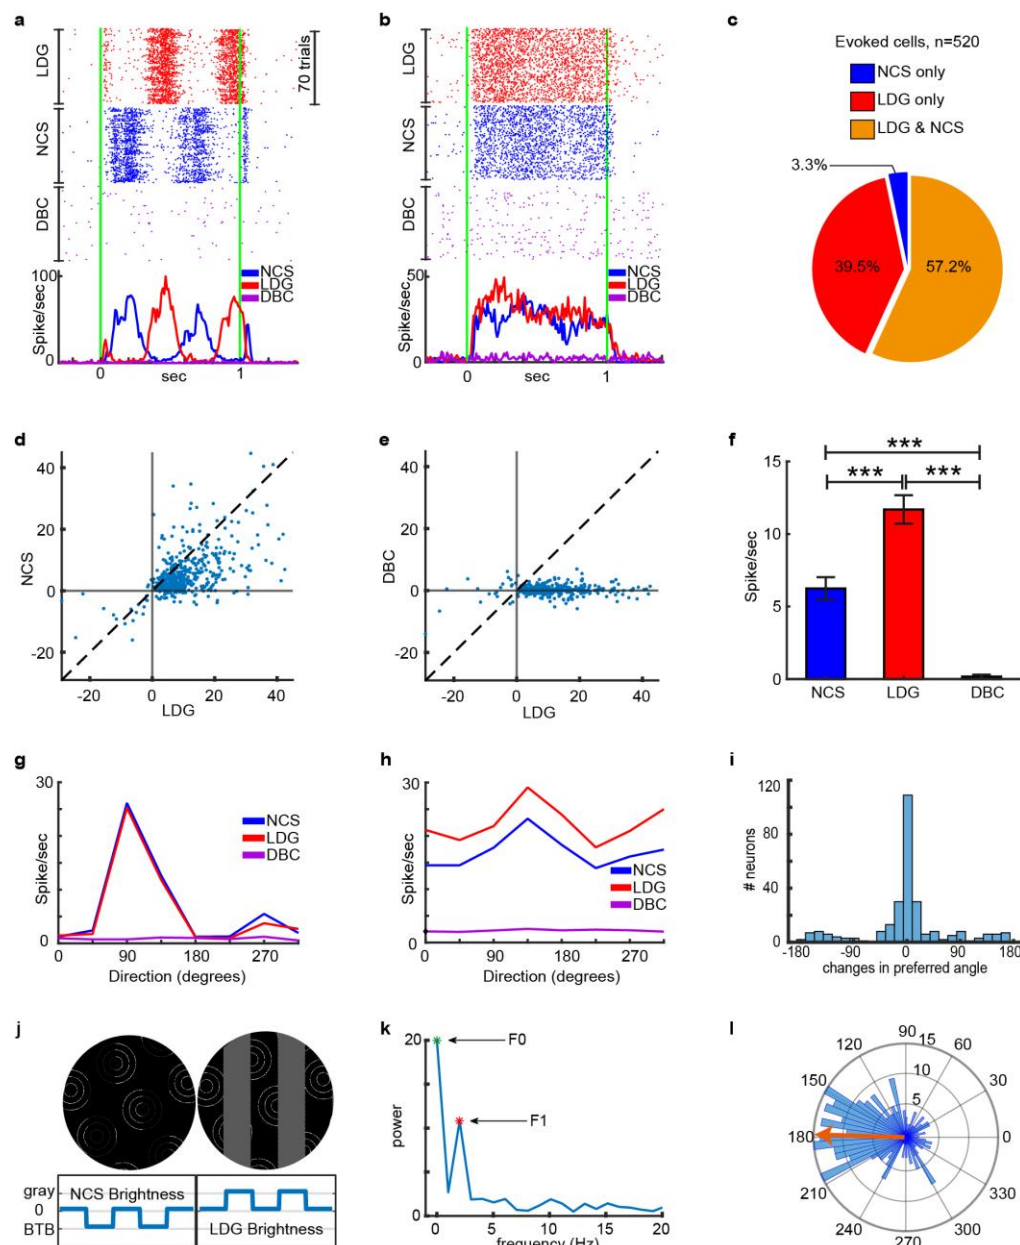 a
LDG
NCS
DBC
70 trials
100
Spike/sec
0
NCS
LDG
DBC
0
sec
1
b
LDG
NCS
DBC
50
Spike/sec
0
NCS
LDG
DBC
0
sec
1
c
Evoked cells, n=520
NCS only
LDG only
LDG & NCS
3.3%
39.5%
57.2%
d
40
20
0
-20
NCS
-20 0 20 40
LDG
e
40
20
0
-20
DBC
-20 0 20 40
LDG
f
***
*** ***
15
10
5
0
Spike/sec
NCS LDG DBC
g
30
Spike/sec
0
NCS
LDG
DBC
0 90 180 270
Direction (degrees)
h
30
Spike/sec
0
NCS
LDG
DBC
0 90 180 270
Direction (degrees)
i
120
80
40
0
# neurons
-180 -90 0 90 180
changes in preferred angle
j
gray
0
BTB
NCS Brightness
LDG Brightness
k
20
10
0
power
F0
F1
0 5 10 15 20
frequency (Hz)
l
90
15
120 60
10
150 30
5
180 0
210 330
240 300
270